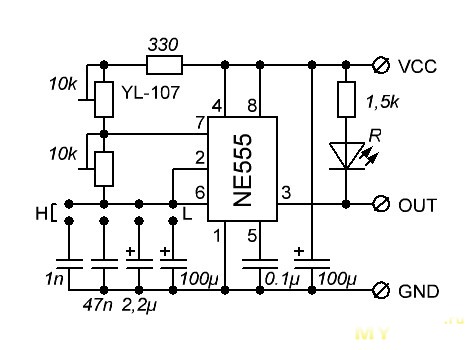 330
VCC
10k
YL-107
4
8
1,5k
7
10k
2
NE555
R
6
3
OUT
H
L
1
5
1n
47n
2,2µ
100µ
0.1µ
100µ
GND
MY
.ru